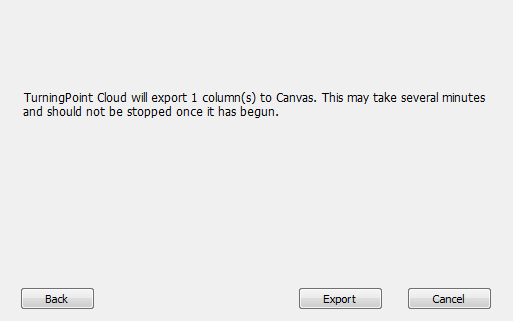 TurningPoint Cloud will export 1 column(s) to Canvas. This may take several minutes
and should not be stopped once it has begun.
Back
Export
Cancel